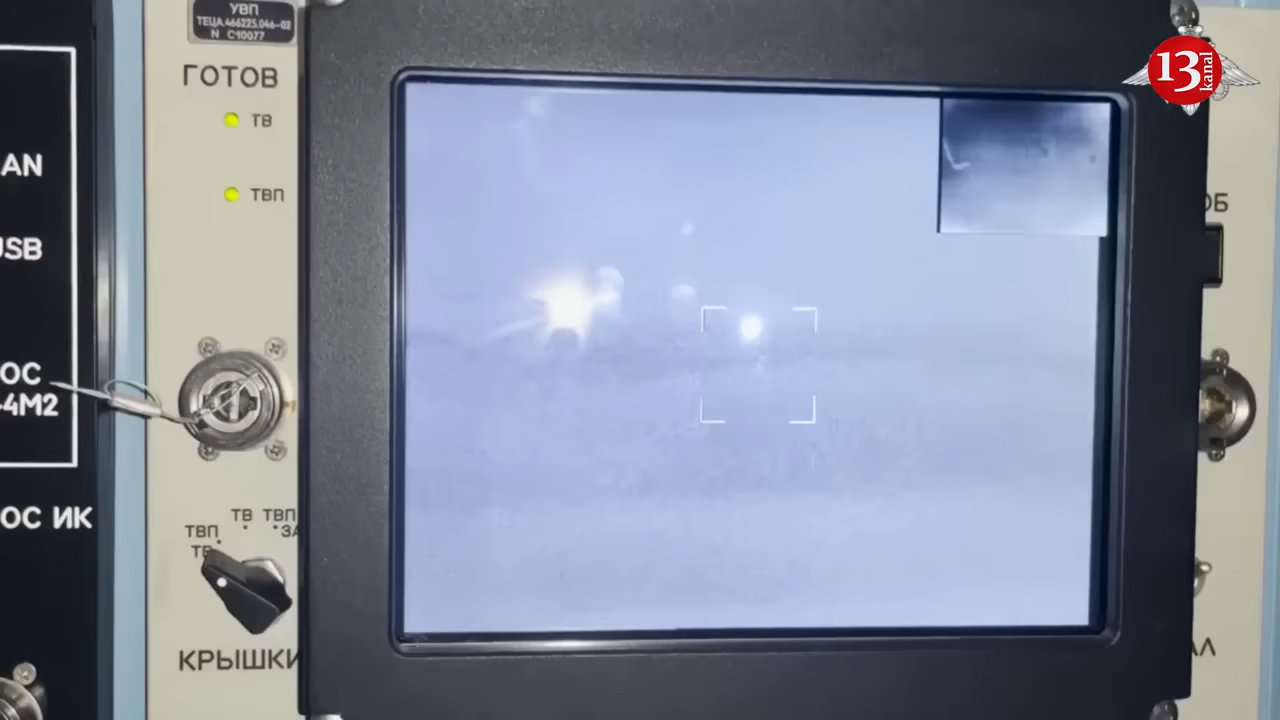 УВП
ТЕЦА.466225.046-02
N С10077
ГОТОВ
ТВ
ТВП
AN
USB
ОС
-4М2
ОС ИК
ТВП
ТВ
ТВ
ТВП
ЗА
КРЫШКИ
ОБ
АЛ
13
kanal